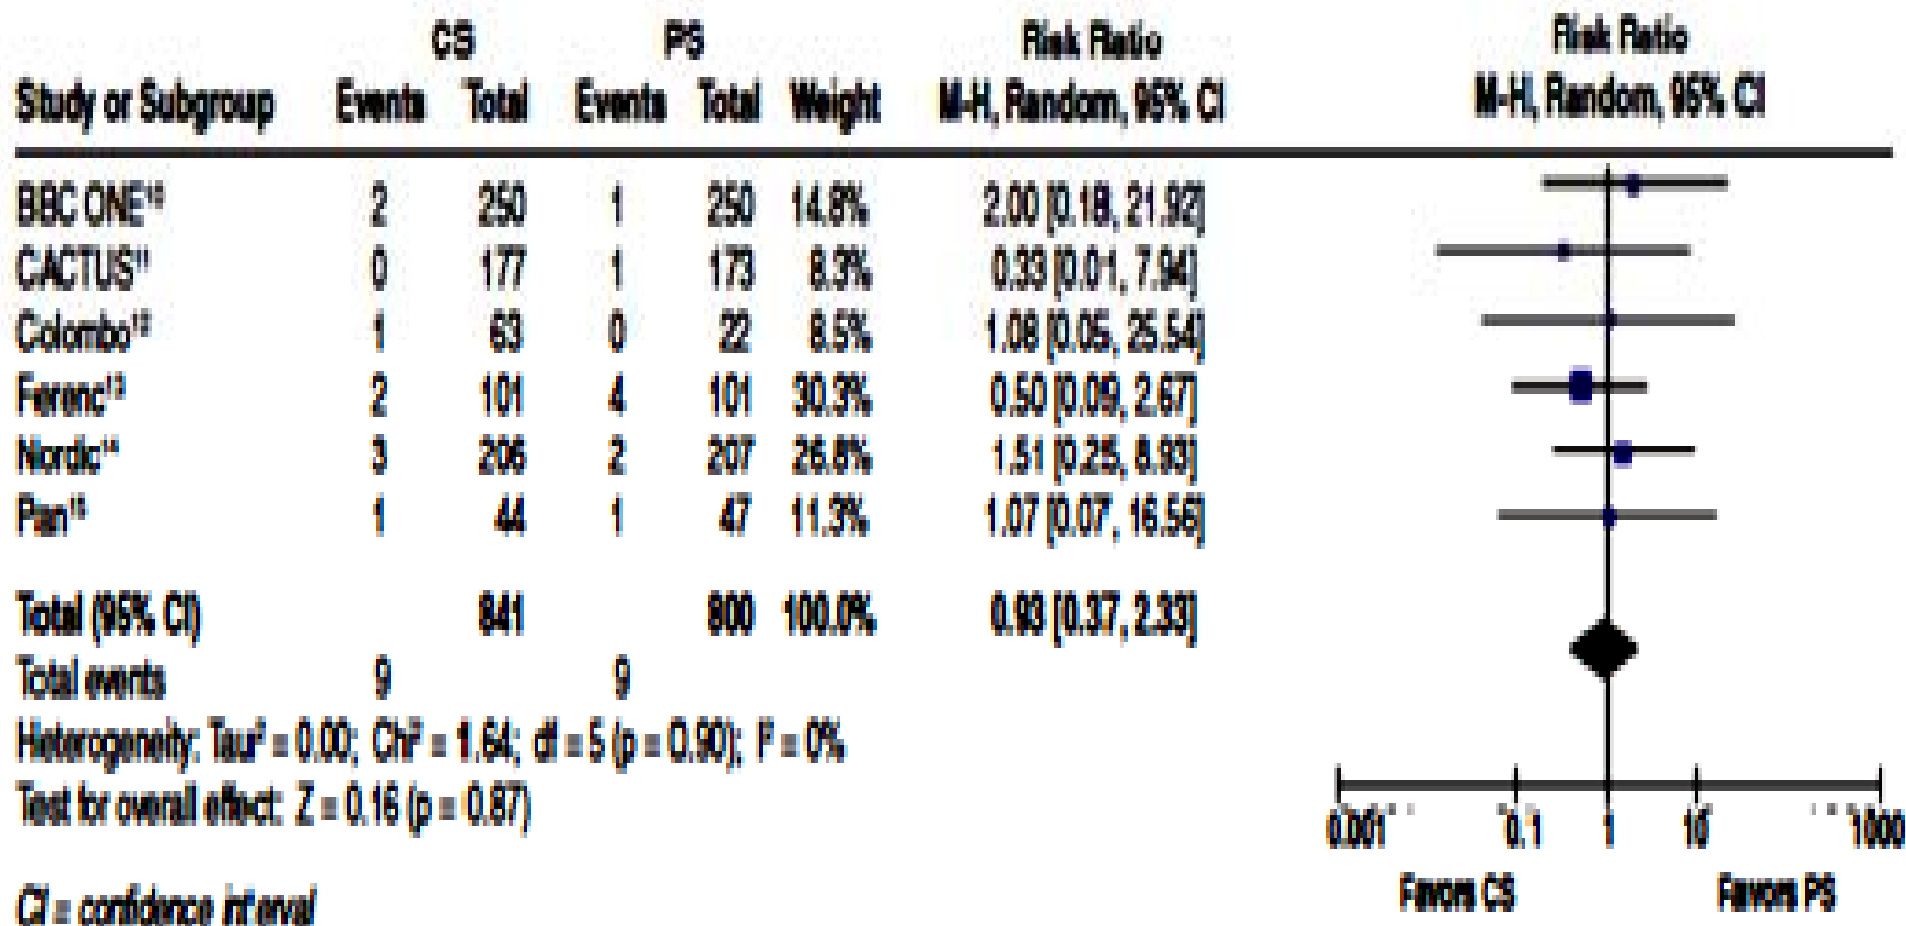 CS PS Risk Ratio Risk Ratio
Study or Subgroup Events Total Events Total Weight M-H, Random, 95% CI M-H, Random, 95% CI
BBC ONE¹⁰ 2 250 1 250 14.8% 2.00 [0.18, 21.92]
CACTUS¹¹ 0 177 1 173 8.3% 0.33 [0.01, 7.94]
Colombo¹² 1 63 0 22 8.5% 1.08 [0.05, 25.54]
Ferenc¹³ 2 101 4 101 30.3% 0.50 [0.09, 2.67]
Nordic¹⁴ 3 206 2 207 26.8% 1.51 [0.25, 8.93]
Pan¹⁵ 1 44 1 47 11.3% 1.07 [0.07, 16.56]
Total (95% CI) 841 800 100.0% 0.93 [0.37, 2.33]
Total events 9 9
Heterogeneity: Tau² = 0.00; Chi² = 1.64; df = 5 (p = 0.90); I² = 0%
Test for overall effect: Z = 0.16 (p = 0.87)
0.001 0.1 1 10 1000
Favors CS Favors PS
CI = confidence interval